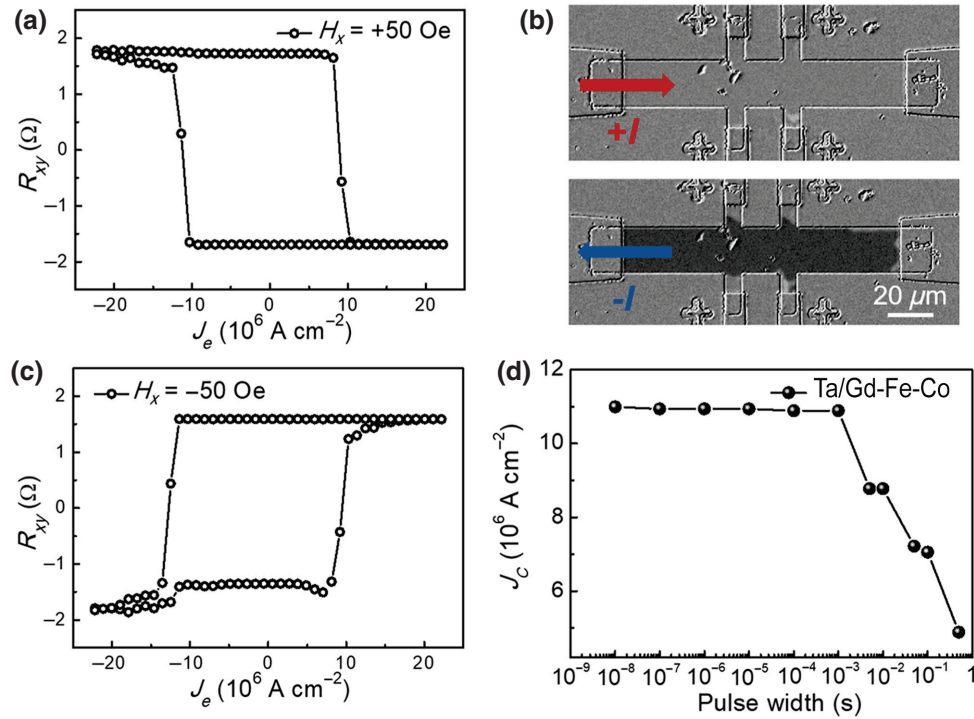 (a)
H_x = +50 Oe
2
1
0
−1
−2
R_xy (Ω)
−20 −10 0 10 20
J_e (10^6 A cm^−2)
(b)
+I
-I
20 μm
(c)
H_x = −50 Oe
2
1
0
−1
−2
R_xy (Ω)
−20 −10 0 10 20
J_e (10^6 A cm^−2)
(d)
Ta/Gd-Fe-Co
12
10
8
6
J_C (10^6 A cm^−2)
10^−9 10^−8 10^−7 10^−6 10^−5 10^−4 10^−3 10^−2 10^−1 1
Pulse width (s)